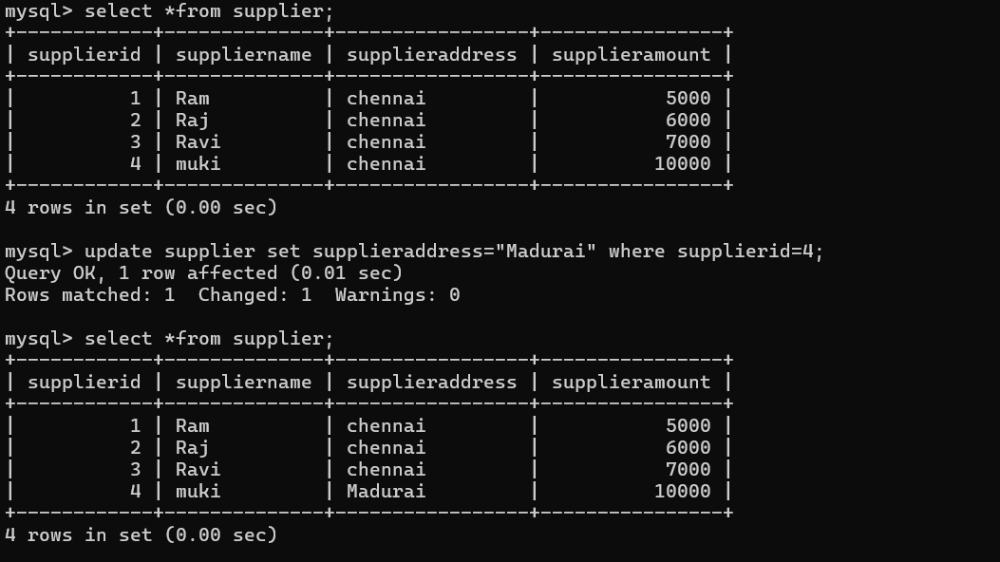 mysql> select *from supplier;
+------------+--------------+-----------------+----------------+
| supplierid | suppliername | supplieraddress | supplieramount |
+------------+--------------+-----------------+----------------+
|          1 | Ram          | chennai         |           5000 |
|          2 | Raj          | chennai         |           6000 |
|          3 | Ravi         | chennai         |           7000 |
|          4 | muki         | chennai         |          10000 |
+------------+--------------+-----------------+----------------+
4 rows in set (0.00 sec)

mysql> update supplier set supplieraddress="Madurai" where supplierid=4;
Query OK, 1 row affected (0.01 sec)
Rows matched: 1  Changed: 1  Warnings: 0

mysql> select *from supplier;
+------------+--------------+-----------------+----------------+
| supplierid | suppliername | supplieraddress | supplieramount |
+------------+--------------+-----------------+----------------+
|          1 | Ram          | chennai         |           5000 |
|          2 | Raj          | chennai         |           6000 |
|          3 | Ravi         | chennai         |           7000 |
|          4 | muki         | Madurai         |          10000 |
+------------+--------------+-----------------+----------------+
4 rows in set (0.00 sec)